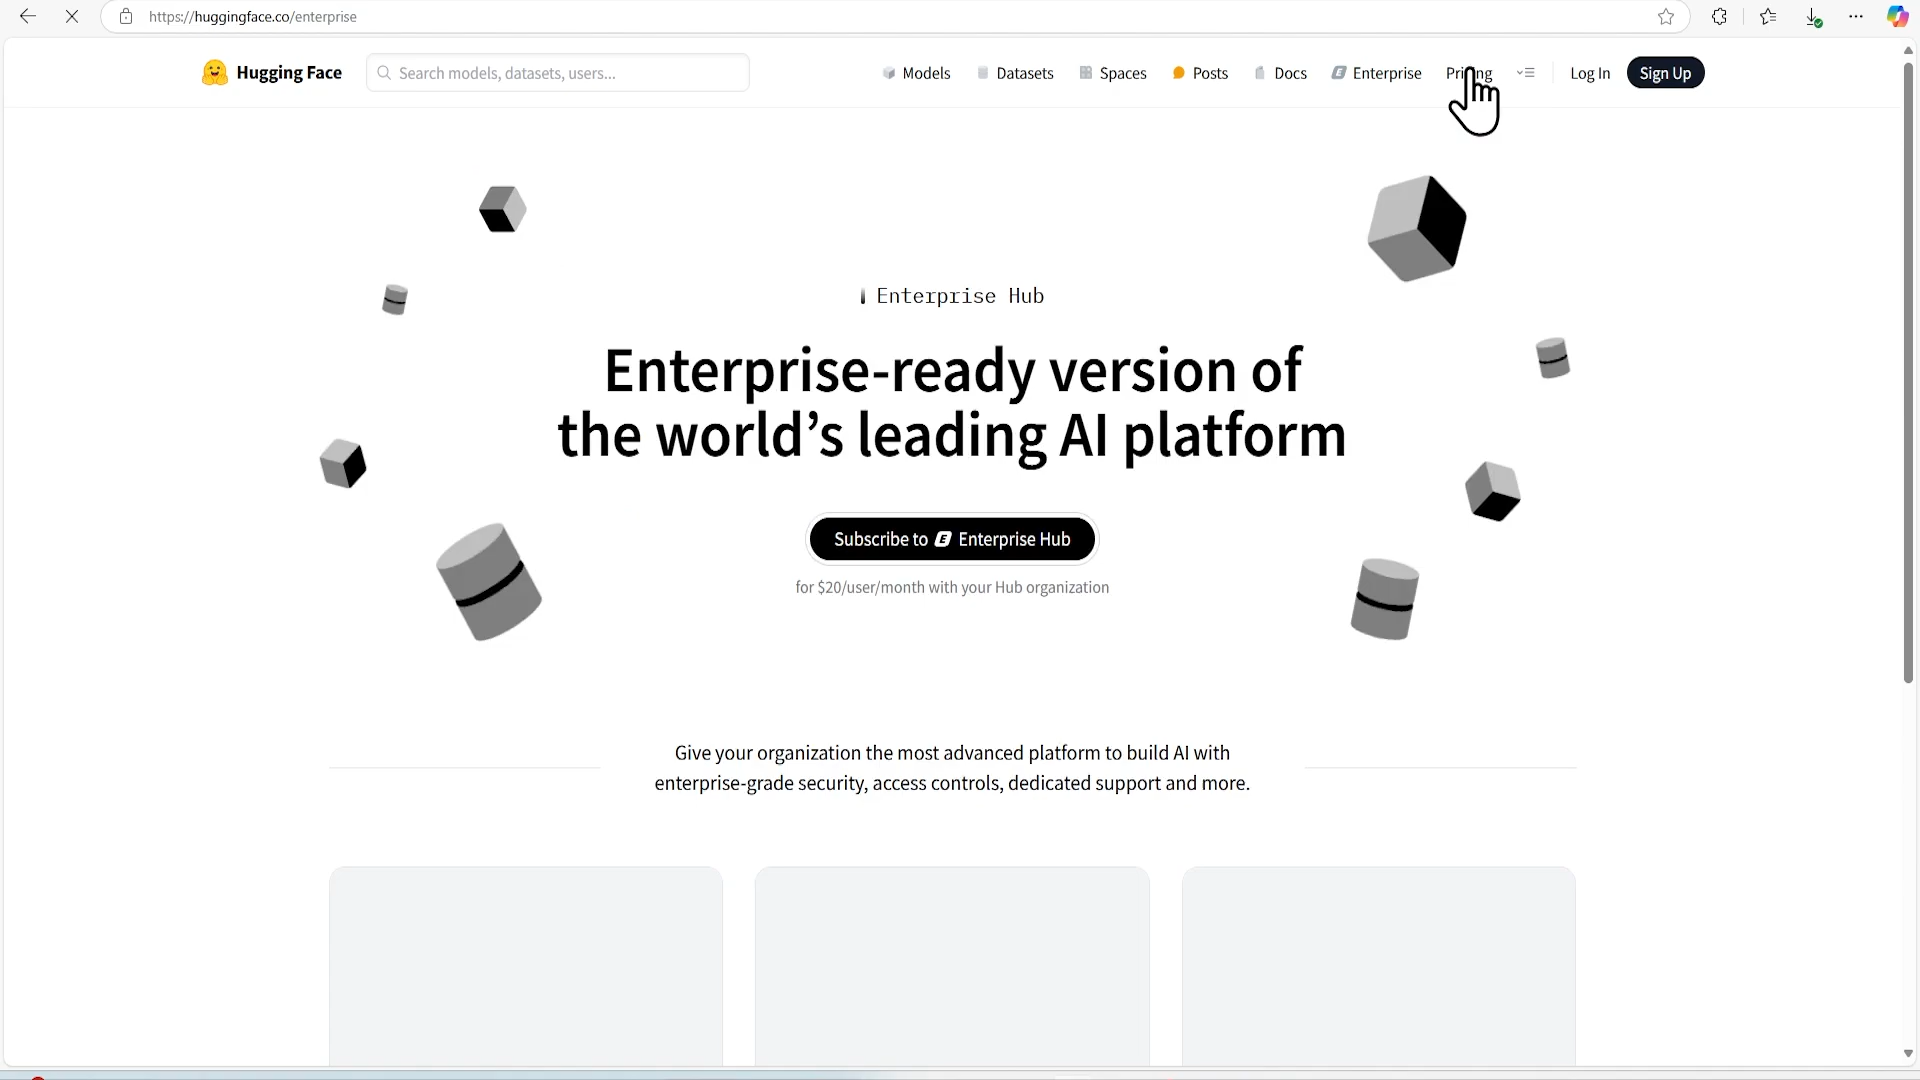 https://huggingface.co/enterprise
Hugging Face
Search models, datasets, users...
Models
Datasets
Spaces
Posts
Docs
Enterprise
Pricing
Log In
Sign Up
Enterprise Hub
Enterprise-ready version of
the world’s leading AI platform
Subscribe to E Enterprise Hub
for $20/user/month with your Hub organization
Give your organization the most advanced platform to build AI with
enterprise-grade security, access controls, dedicated support and more.